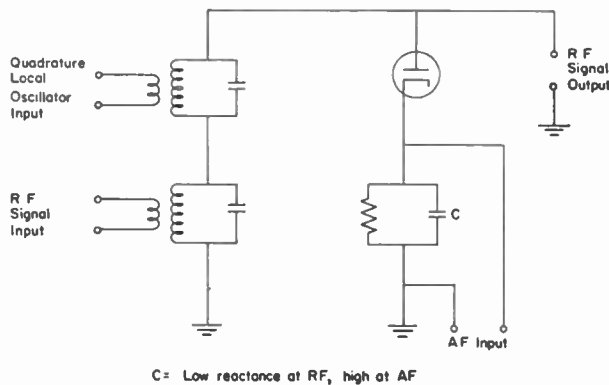 Quadrature
Local
Oscillator
Input
R F
Signal
Input
R F
Signal
Output
C
AF Input
C= Low reactance at RF, high at AF